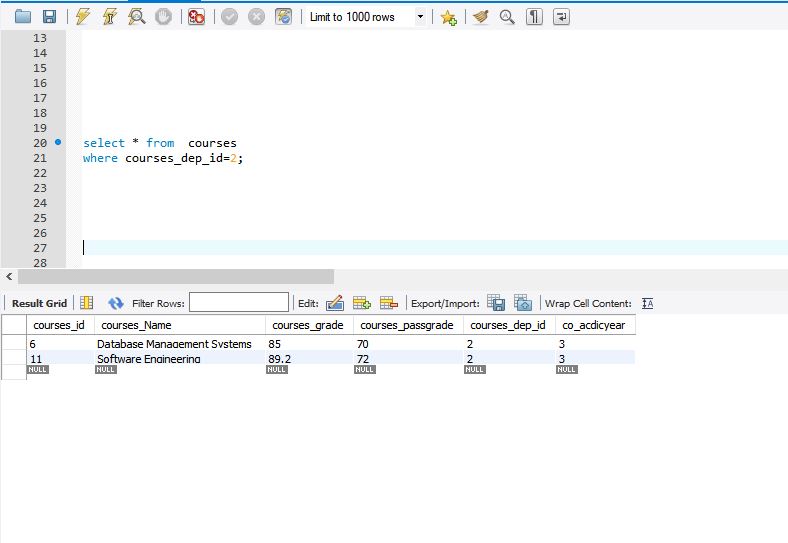 Limit to 1000 rows
13
14
15
16
17
18
19
20 select * from  courses
21 where courses_dep_id=2;
22
23
24
25
26
27
28
Result Grid Filter Rows: Edit: Export/Import: Wrap Cell Content: IA
courses_id courses_Name courses_grade courses_passgrade courses_dep_id co_acdicyear
6 Database Management Systems 85 70 2 3
11 Software Engineering 89.2 72 2 3
NULL NULL NULL NULL NULL NULL